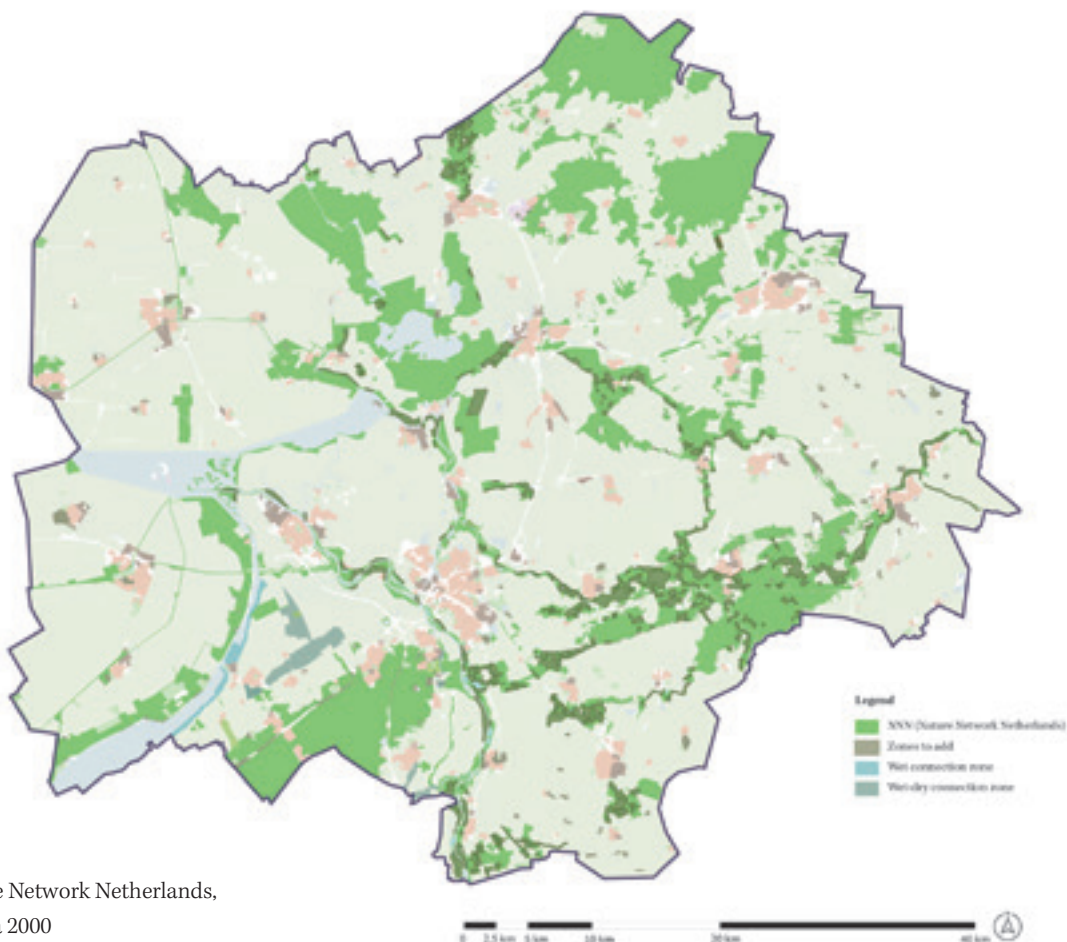 Legend
NNN (Nature Network Netherlands)
Zones to add
Wet connection zone
Wet-dry connection zone
e Network Netherlands,
a 2000
0 2.5 km 5 km 10 km 20 km 40 km